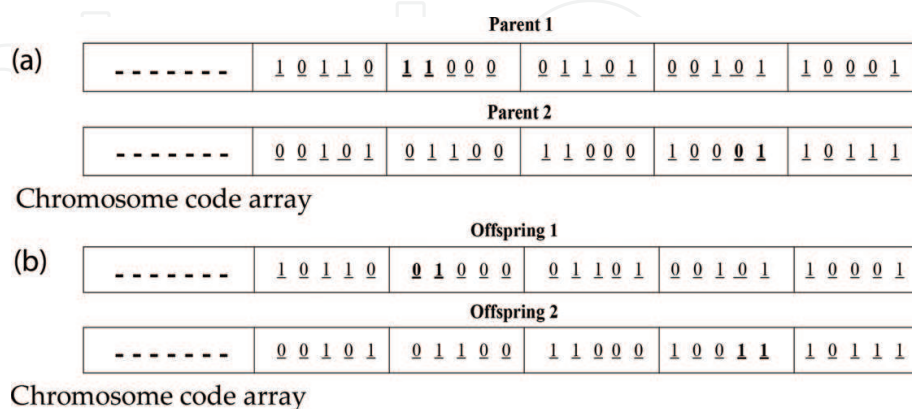 Parent 1
(a) - - - - - - - 1 0 1 1 0 1 1 0 0 0 0 1 1 0 1 0 0 1 0 1 1 0 0 0 1
Parent 2
- - - - - - - 0 0 1 0 1 0 1 1 0 0 1 1 0 0 0 1 0 0 0 1 1 0 1 1 1
Chromosome code array
Offspring 1
(b) - - - - - - - 1 0 1 1 0 0 1 0 0 0 0 1 1 0 1 0 0 1 0 1 1 0 0 0 1
Offspring 2
- - - - - - - 0 0 1 0 1 0 1 1 0 0 1 1 0 0 0 1 0 0 1 1 1 0 1 1 1
Chromosome code array